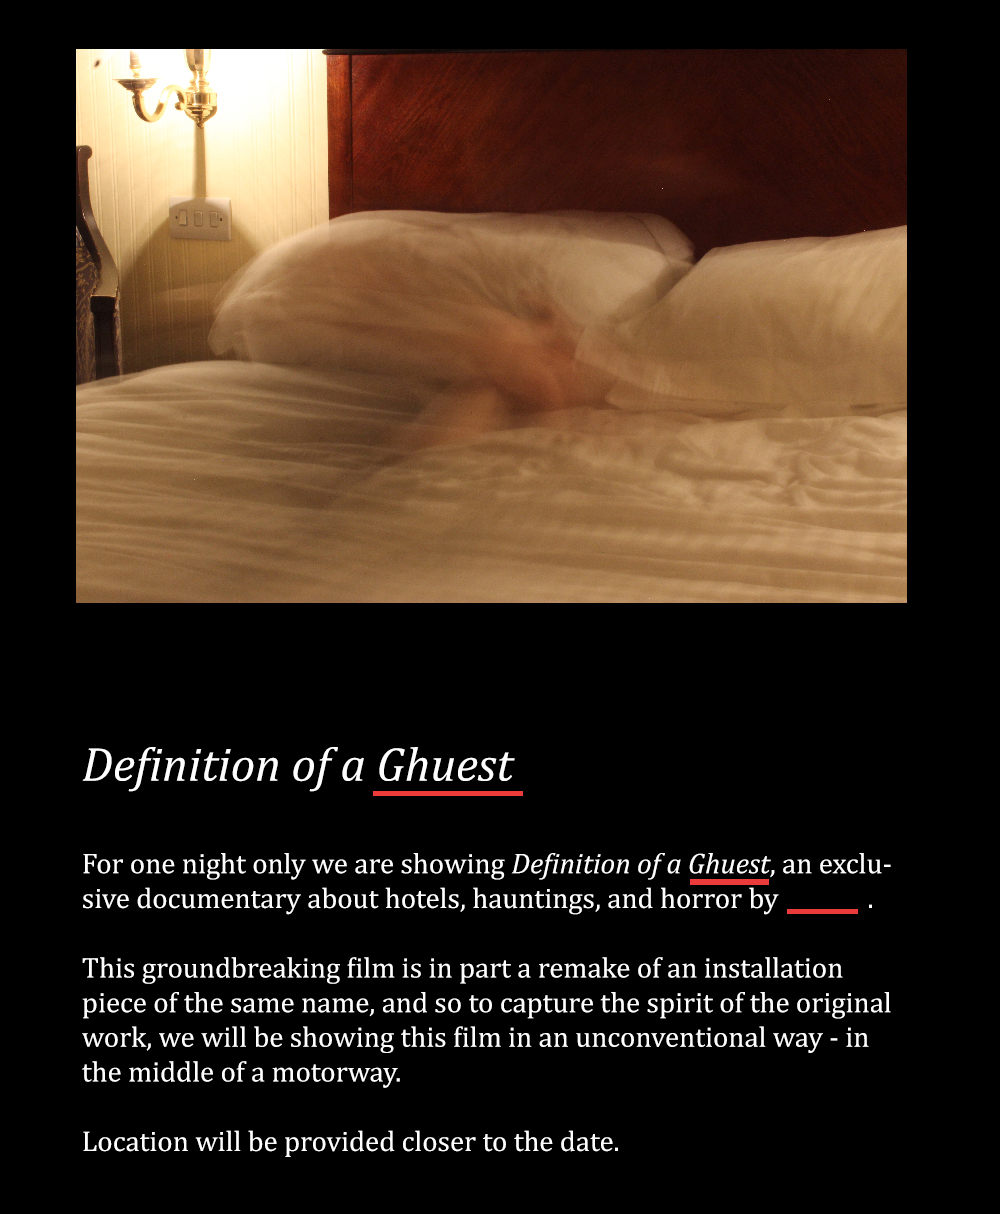 Definition of a Ghuest
For one night only we are showing Definition of a Ghuest, an exclu-
sive documentary about hotels, hauntings, and horror by _____ .
This groundbreaking film is in part a remake of an installation
piece of the same name, and so to capture the spirit of the original
work, we will be showing this film in an unconventional way - in
the middle of a motorway.
Location will be provided closer to the date.